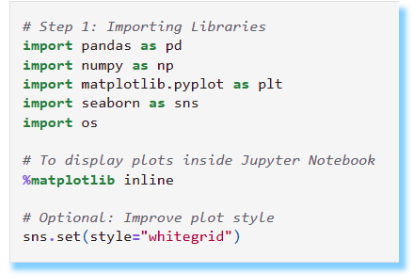 # Step 1: Importing Libraries
import pandas as pd
import numpy as np
import matplotlib.pyplot as plt
import seaborn as sns
import os
# To display plots inside Jupyter Notebook
%matplotlib inline
# Optional: Improve plot style
sns.set(style="whitegrid")